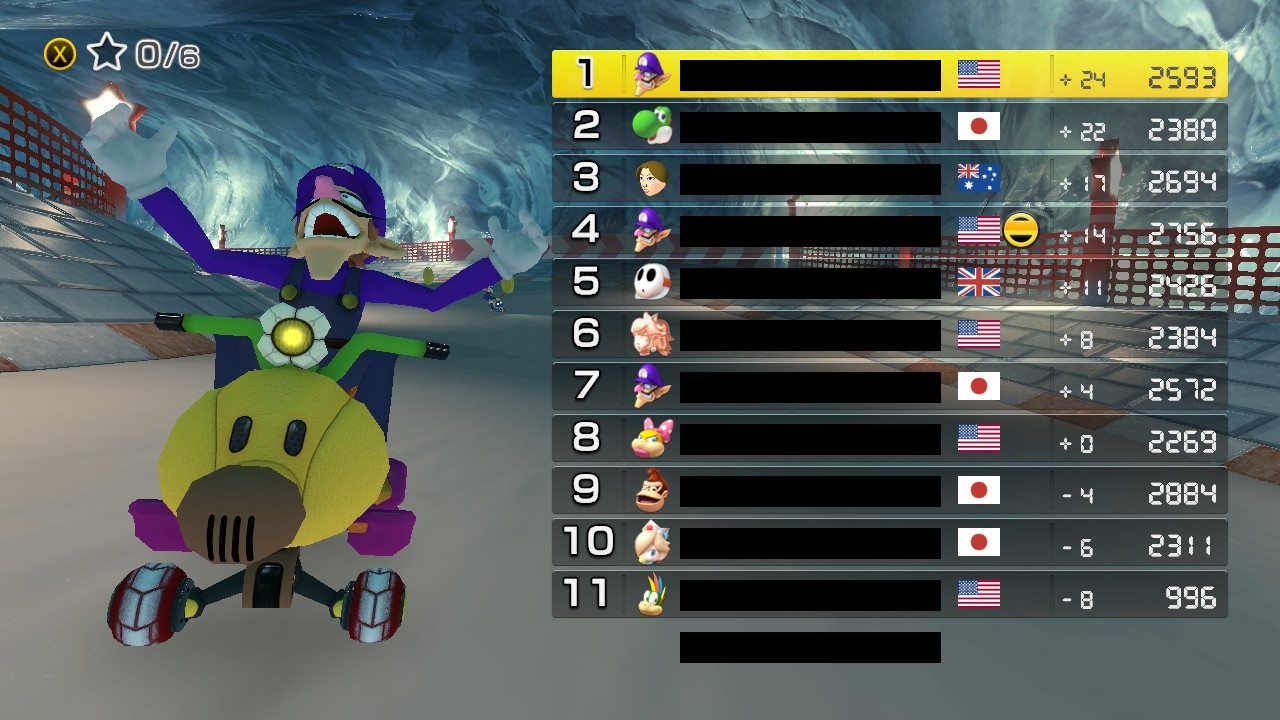 X 0/6
1 + 24 2593
2 + 22 2380
3 + 17 2694
4 + 14 2756
5 + 11 2426
6 + 8 2384
7 + 4 2572
8 + 0 2269
9 - 4 2884
10 - 6 2311
11 - 8 996